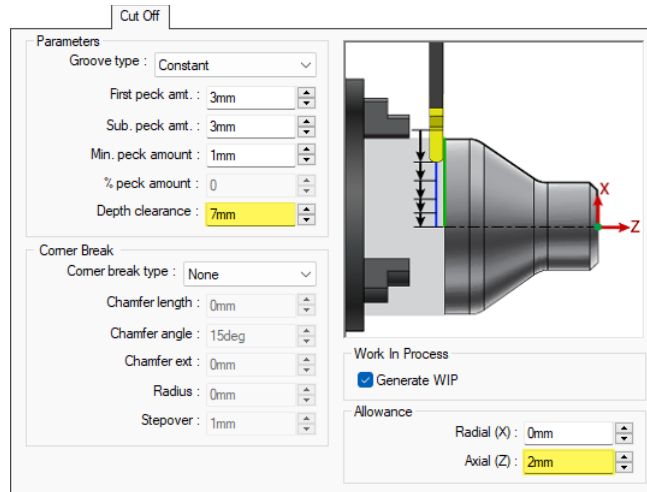 Cut Off
Parameters
Groove type : Constant
First peck amt. : 3mm
Sub. peck amt. : 3mm
Min. peck amount : 1mm
% peck amount : 0
Depth clearance : 7mm
Corner Break
Corner break type : None
Chamfer length : 0mm
Chamfer angle : 15deg
Chamfer ext : 0mm
Radius : 0mm
Stepover : 1mm
X
Z
Work In Process
Generate WIP
Allowance
Radial (X) : 0mm
Axial (Z) : 2mm